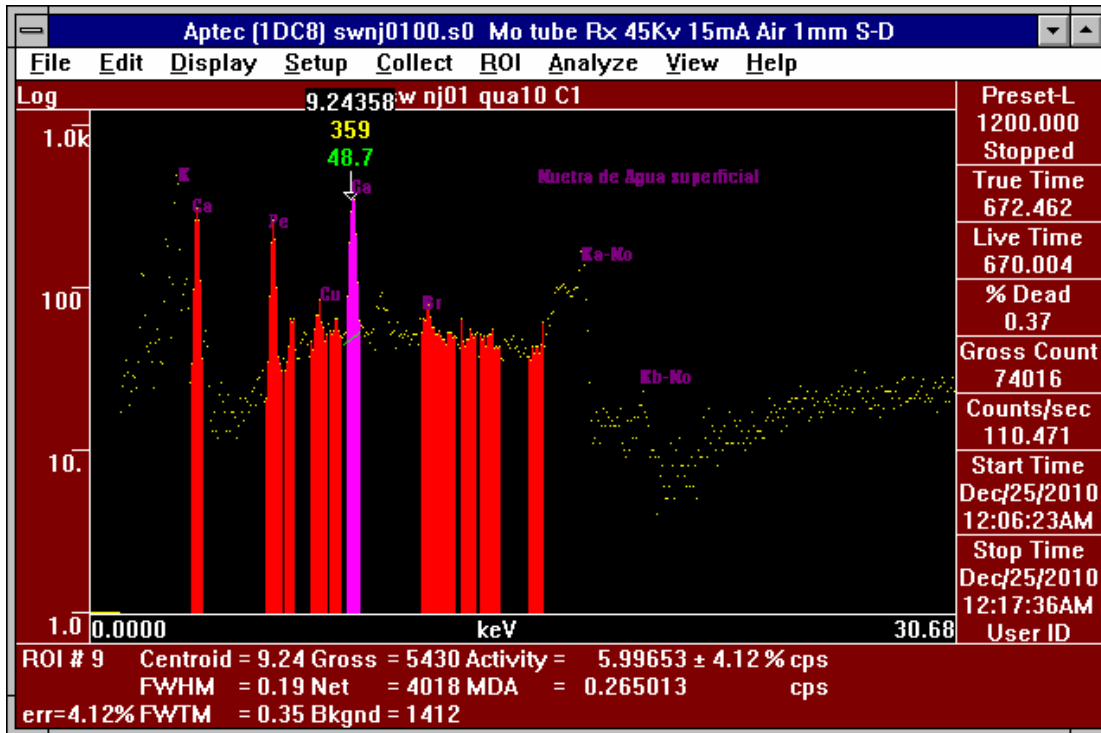 Aptec (1DC8) swnj0100.s0 Mo tube Rx 45Kv 15mA Air 1mm S-D
File Edit Display Setup Collect ROI Analyze View Help
Log
9.24358w nj01 qua10 C1
359
48.7
Nuetra de Agua superficial
K
Ca
Fe
Cu
Ga
Br
Ka-No
Kb-No
1.0k
100
10.
1.0
0.0000
keV
30.68
Preset-L
1200.000
Stopped
True Time
672.462
Live Time
670.004
% Dead
0.37
Gross Count
74016
Counts/sec
110.471
Start Time
Dec/25/2010
12:06:23AM
Stop Time
Dec/25/2010
12:17:36AM
User ID
ROI # 9 Centroid = 9.24 Gross = 5430 Activity = 5.99653 ± 4.12 % cps
FWHM = 0.19 Net = 4018 MDA = 0.265013 cps
err=4.12% FWTM = 0.35 Bkgnd = 1412